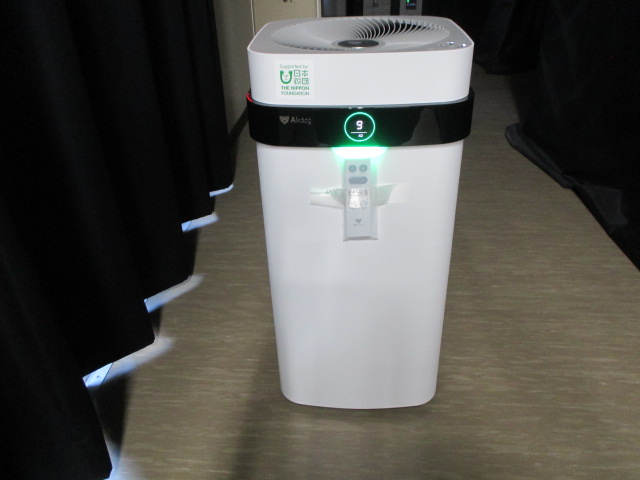 Supported by
日本
財団
THE NIPPON
FOUNDATION
Airdog
9